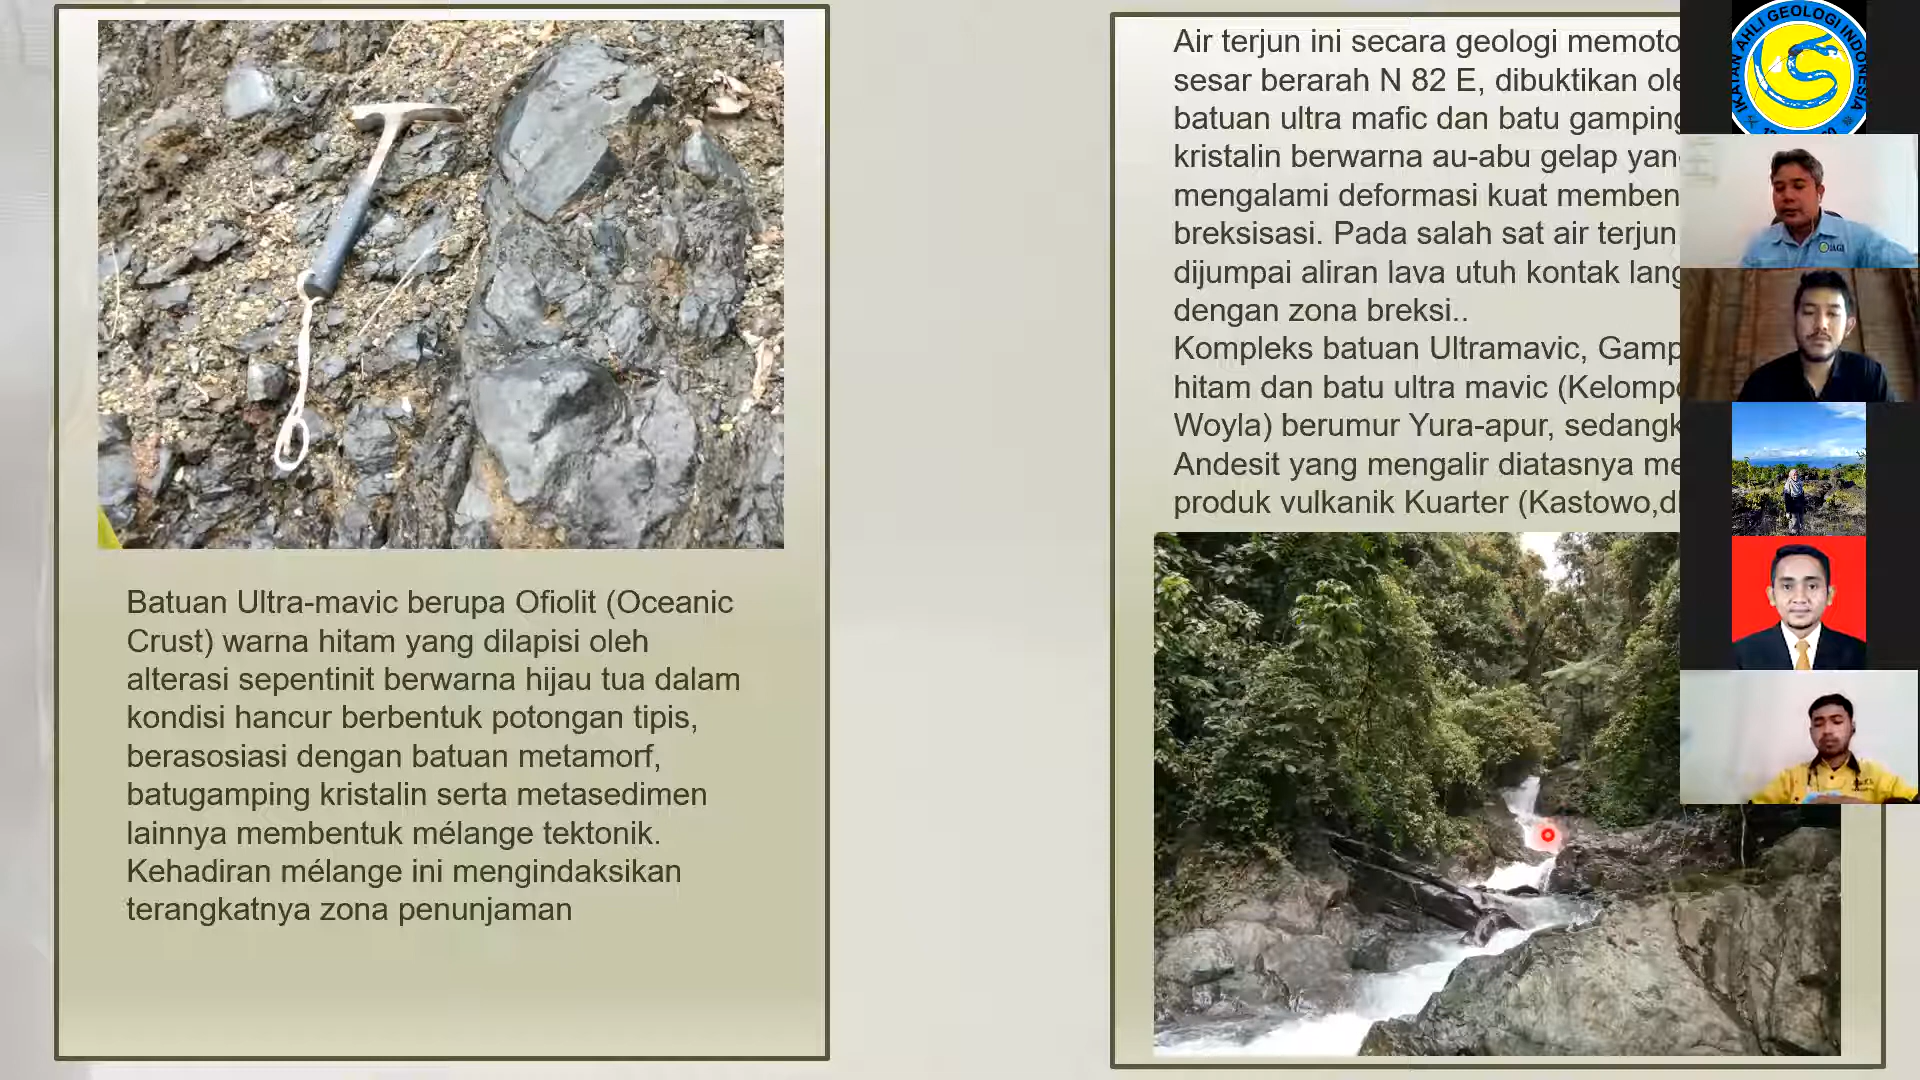 Batuan Ultra-mavic berupa Ofiolit (Oceanic
Crust) warna hitam yang dilapisi oleh
alterasi sepentinit berwarna hijau tua dalam
kondisi hancur berbentuk potongan tipis,
berasosiasi dengan batuan metamorf,
batugamping kristalin serta metasedimen
lainnya membentuk mélange tektonik.
Kehadiran mélange ini mengindaksikan
terangkatnya zona penunjaman
Air terjun ini secara geologi memoto
sesar berarah N 82 E, dibuktikan ole
batuan ultra mafic dan batu gamping
kristalin berwarna au-abu gelap yan
mengalami deformasi kuat memben
breksisasi. Pada salah sat air terjun
dijumpai aliran lava utuh kontak lang
dengan zona breksi..
Kompleks batuan Ultramavic, Gamp
hitam dan batu ultra mavic (Kelompo
Woyla) berumur Yura-apur, sedangk
Andesit yang mengalir diatasnya me
produk vulkanik Kuarter (Kastowo,d
IKATAN AHLI GEOLOGI INDONESIA
IAGI